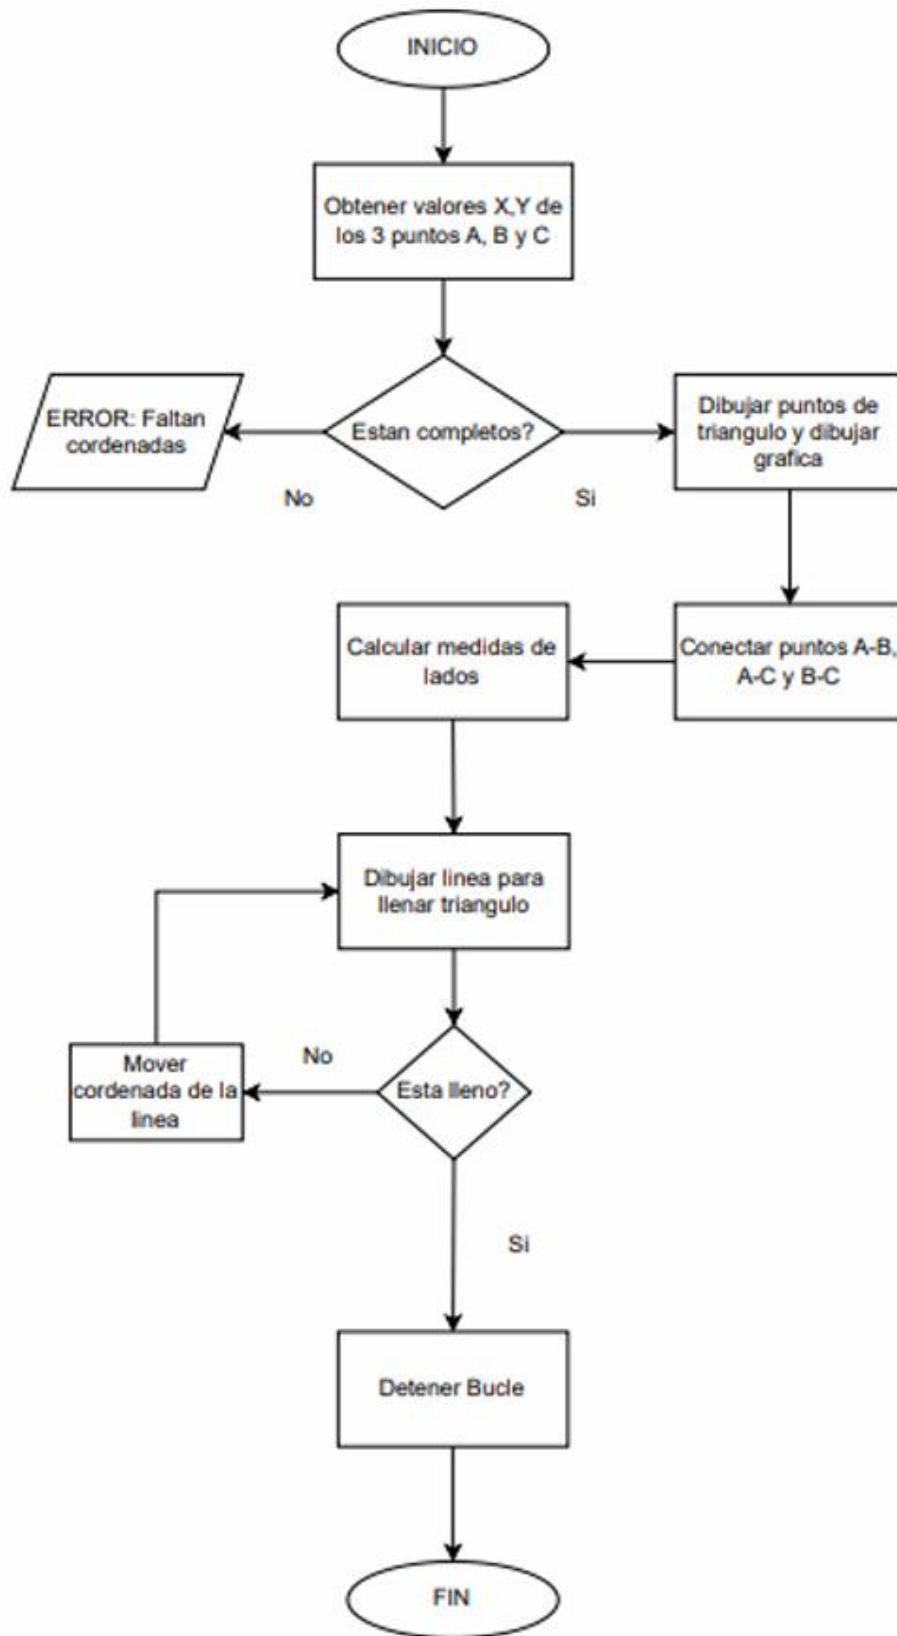 INICIO
Obtener valores X,Y de
los 3 puntos A, B y C
Estan completos?
No
ERROR: Faltan
cordenadas
Si
Dibujar puntos de
triangulo y dibujar
grafica
Conectar puntos A-B,
A-C y B-C
Calcular medidas de
lados
Dibujar linea para
llenar triangulo
Esta lleno?
No
Mover
cordenada de la
linea
Si
Detener Bucle
FIN